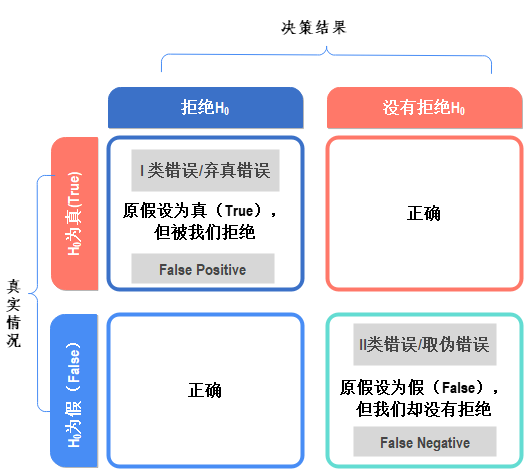 决策结果
拒绝H₀
没有拒绝H₀
真实情况
H₀为真(True)
I 类错误/弃真错误
原假设为真（True），
但被我们拒绝
False Positive
正确
H₀为假（False）
正确
II类错误/取伪错误
原假设为假（False），
但我们却没有拒绝
False Negative